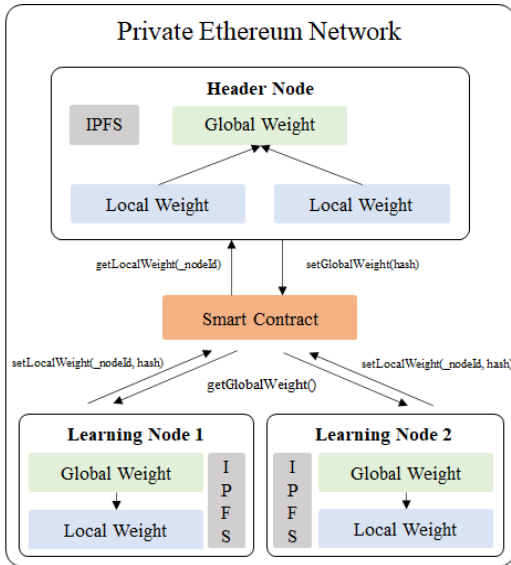 Private Ethereum Network
Header Node
IPFS
Global Weight
Local Weight
Local Weight
getLocalWeight(_nodeId)
setGlobalWeight(hash)
Smart Contract
setLocalWeight(_nodeId, hash)
setLocalWeight(_nodeId, hash)
getGlobalWeight()
Learning Node 1
Global Weight
Local Weight
I
P
F
S
Learning Node 2
I
P
F
S
Global Weight
Local Weight